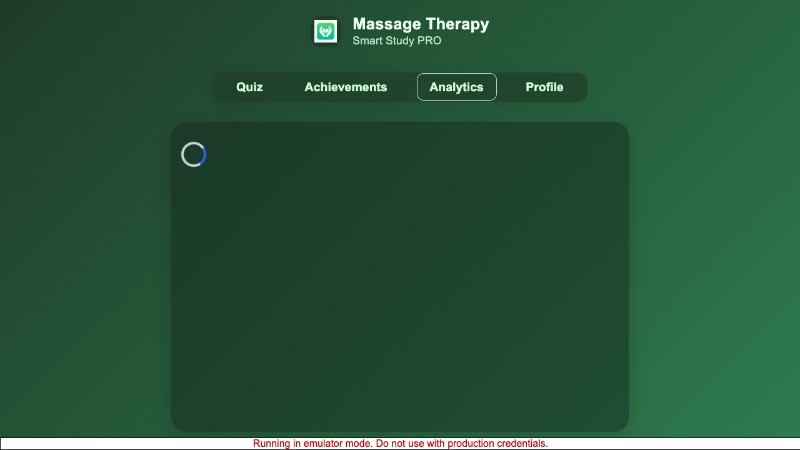 Massage Therapy
Smart Study PRO
Quiz
Achievements
Analytics
Profile
Running in emulator mode. Do not use with production credentials.